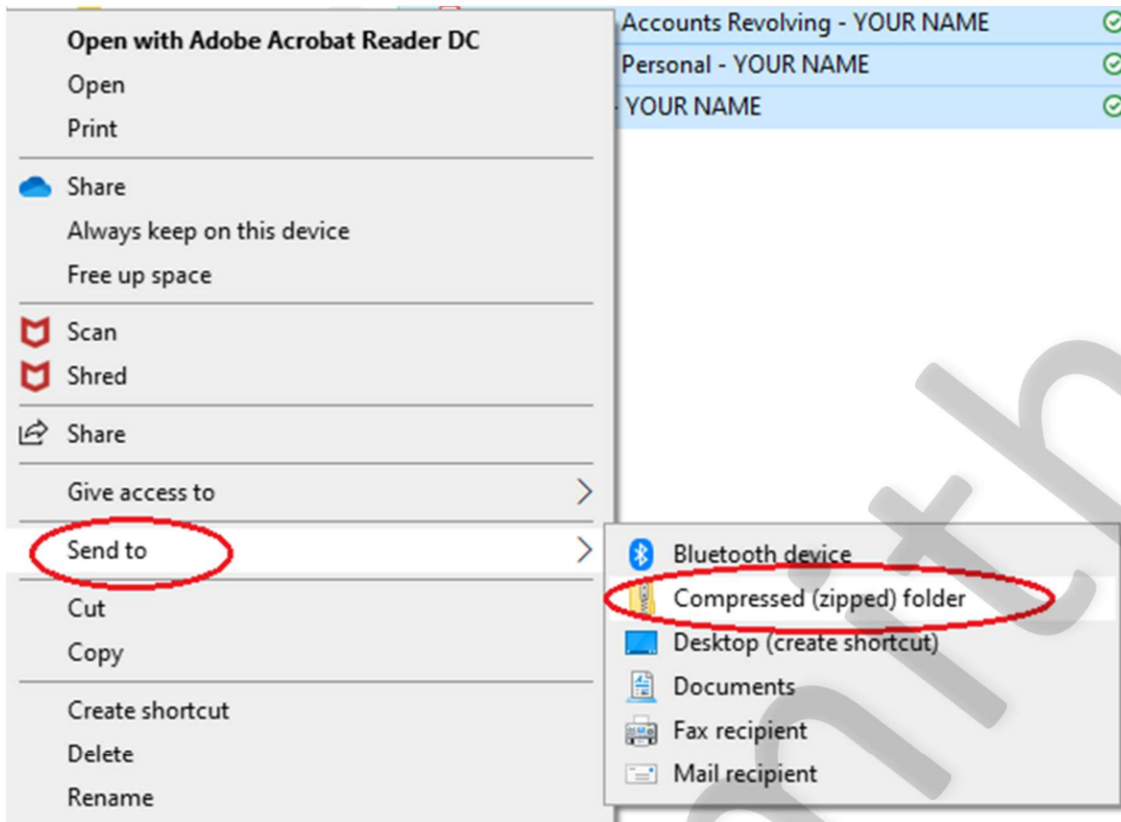 Open with Adobe Acrobat Reader DC
Open
Print
Share
Always keep on this device
Free up space
Scan
Shred
Share
Give access to
Send to
Cut
Copy
Create shortcut
Delete
Rename
Accounts Revolving - YOUR NAME
Personal - YOUR NAME
- YOUR NAME
Bluetooth device
Compressed (zipped) folder
Desktop (create shortcut)
Documents
Fax recipient
Mail recipient